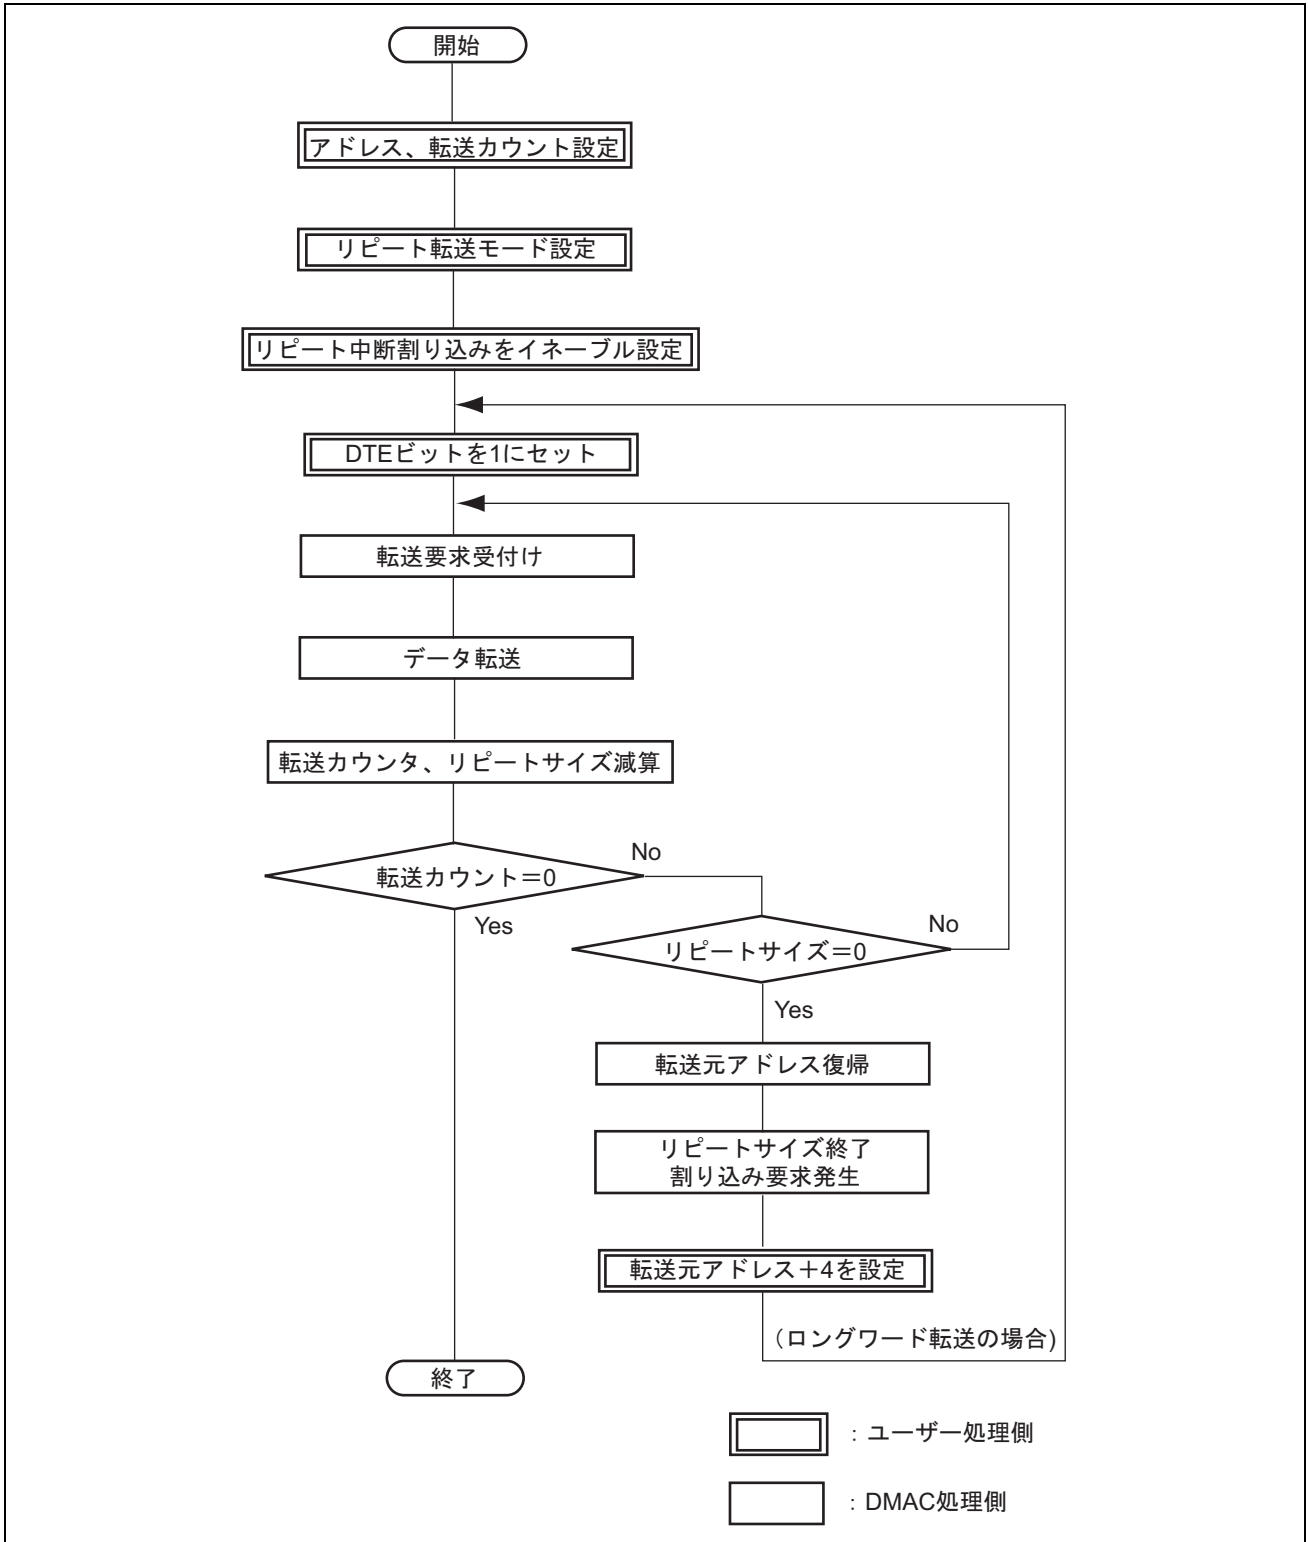 開始
アドレス、転送カウント設定
リピート転送モード設定
リピート中断割り込みをイネーブル設定
DTEビットを1にセット
転送要求受付け
データ転送
転送カウンタ、リピートサイズ減算
転送カウント＝0
No
Yes
リピートサイズ＝0
No
Yes
転送元アドレス復帰
リピートサイズ終了
割り込み要求発生
転送元アドレス＋4を設定
（ロングワード転送の場合)
終了
：ユーザー処理側
：DMAC処理側